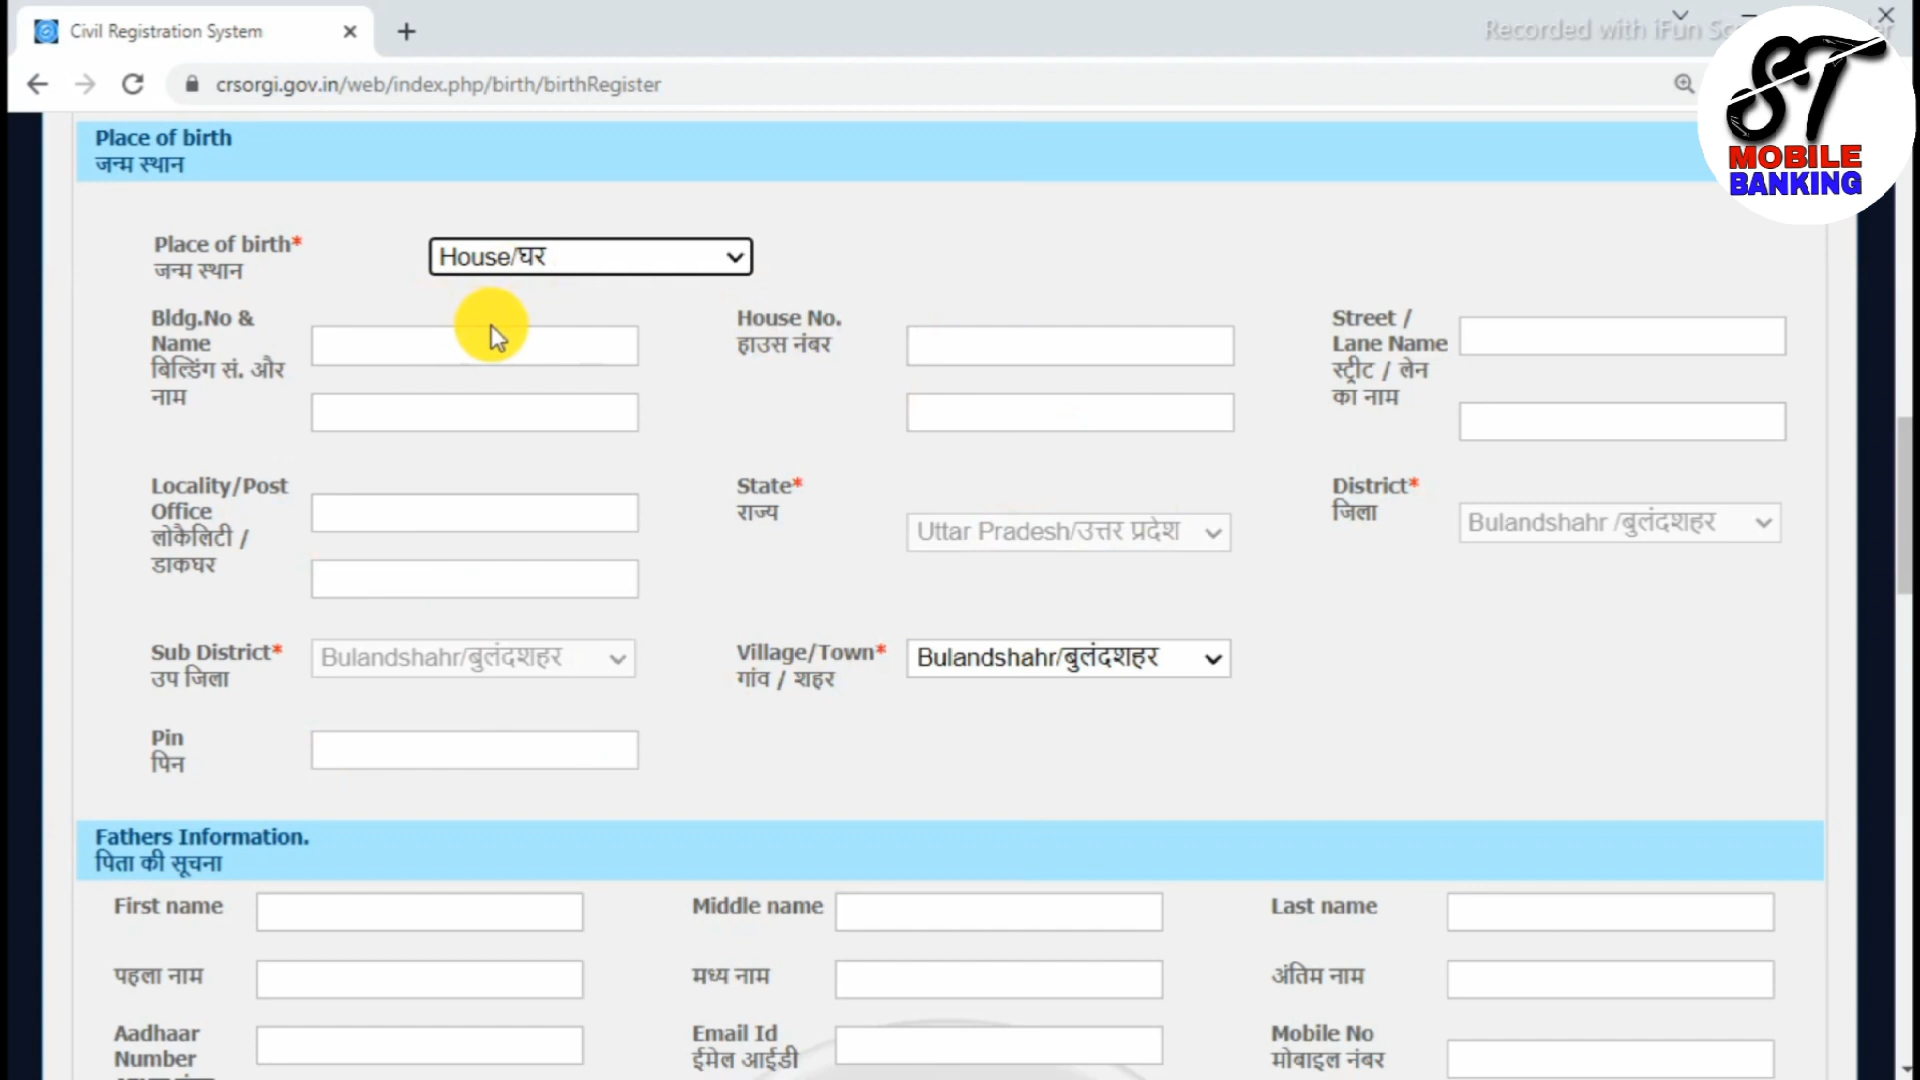 Civil Registration System
Recorded with iFun Sc
crsorgi.gov.in/web/index.php/birth/birthRegister
ST
MOBILE
BANKING
Place of birth
जन्म स्थान
Place of birth*
जन्म स्थान
House/घर
Bldg.No &
Name
बिल्डिंग सं. और
नाम
House No.
हाउस नंबर
Street /
Lane Name
स्ट्रीट / लेन
का नाम
Locality/Post
Office
लोकैलिटी /
डाकघर
State*
राज्य
Uttar Pradesh/उत्तर प्रदेश
District*
जिला
Bulandshahr /बुलंदशहर
Sub District*
उप जिला
Bulandshahr/बुलंदशहर
Village/Town*
गांव / शहर
Bulandshahr/बुलंदशहर
Pin
पिन
Fathers Information.
पिता की सूचना
First name
Middle name
Last name
पहला नाम
मध्य नाम
अंतिम नाम
Aadhaar
Number
Email Id
ईमेल आईडी
Mobile No
मोबाइल नंबर